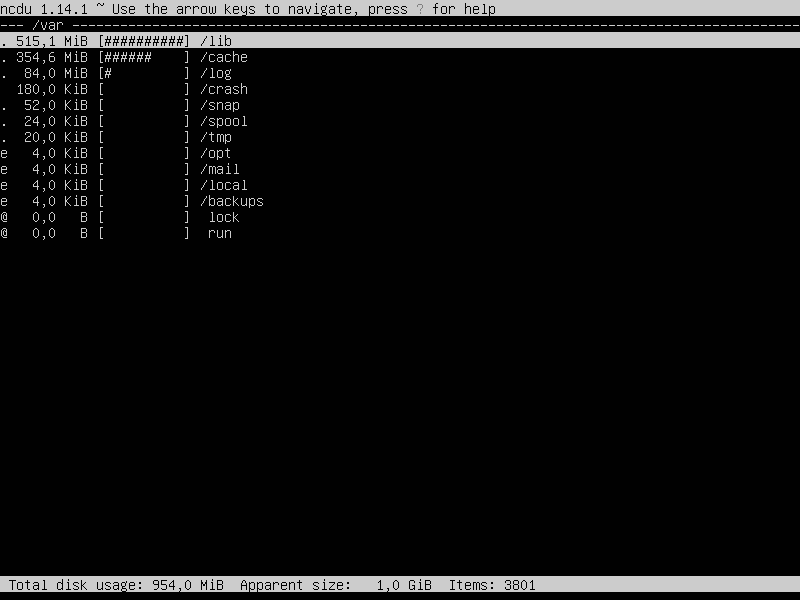 ncdu 1.14.1 ~ Use the arrow keys to navigate, press ? for help
--- /var -------------------------------------------------------------------------------------------
. 515,1 MiB [##########] /lib
. 354,6 MiB [######    ] /cache
.  84,0 MiB [#         ] /log
  180,0 KiB [          ] /crash
.  52,0 KiB [          ] /snap
.  24,0 KiB [          ] /spool
.  20,0 KiB [          ] /tmp
e   4,0 KiB [          ] /opt
e   4,0 KiB [          ] /mail
e   4,0 KiB [          ] /local
e   4,0 KiB [          ] /backups
@   0,0   B [          ]  lock
@   0,0   B [          ]  run
Total disk usage: 954,0 MiB  Apparent size:   1,0 GiB  Items: 3801